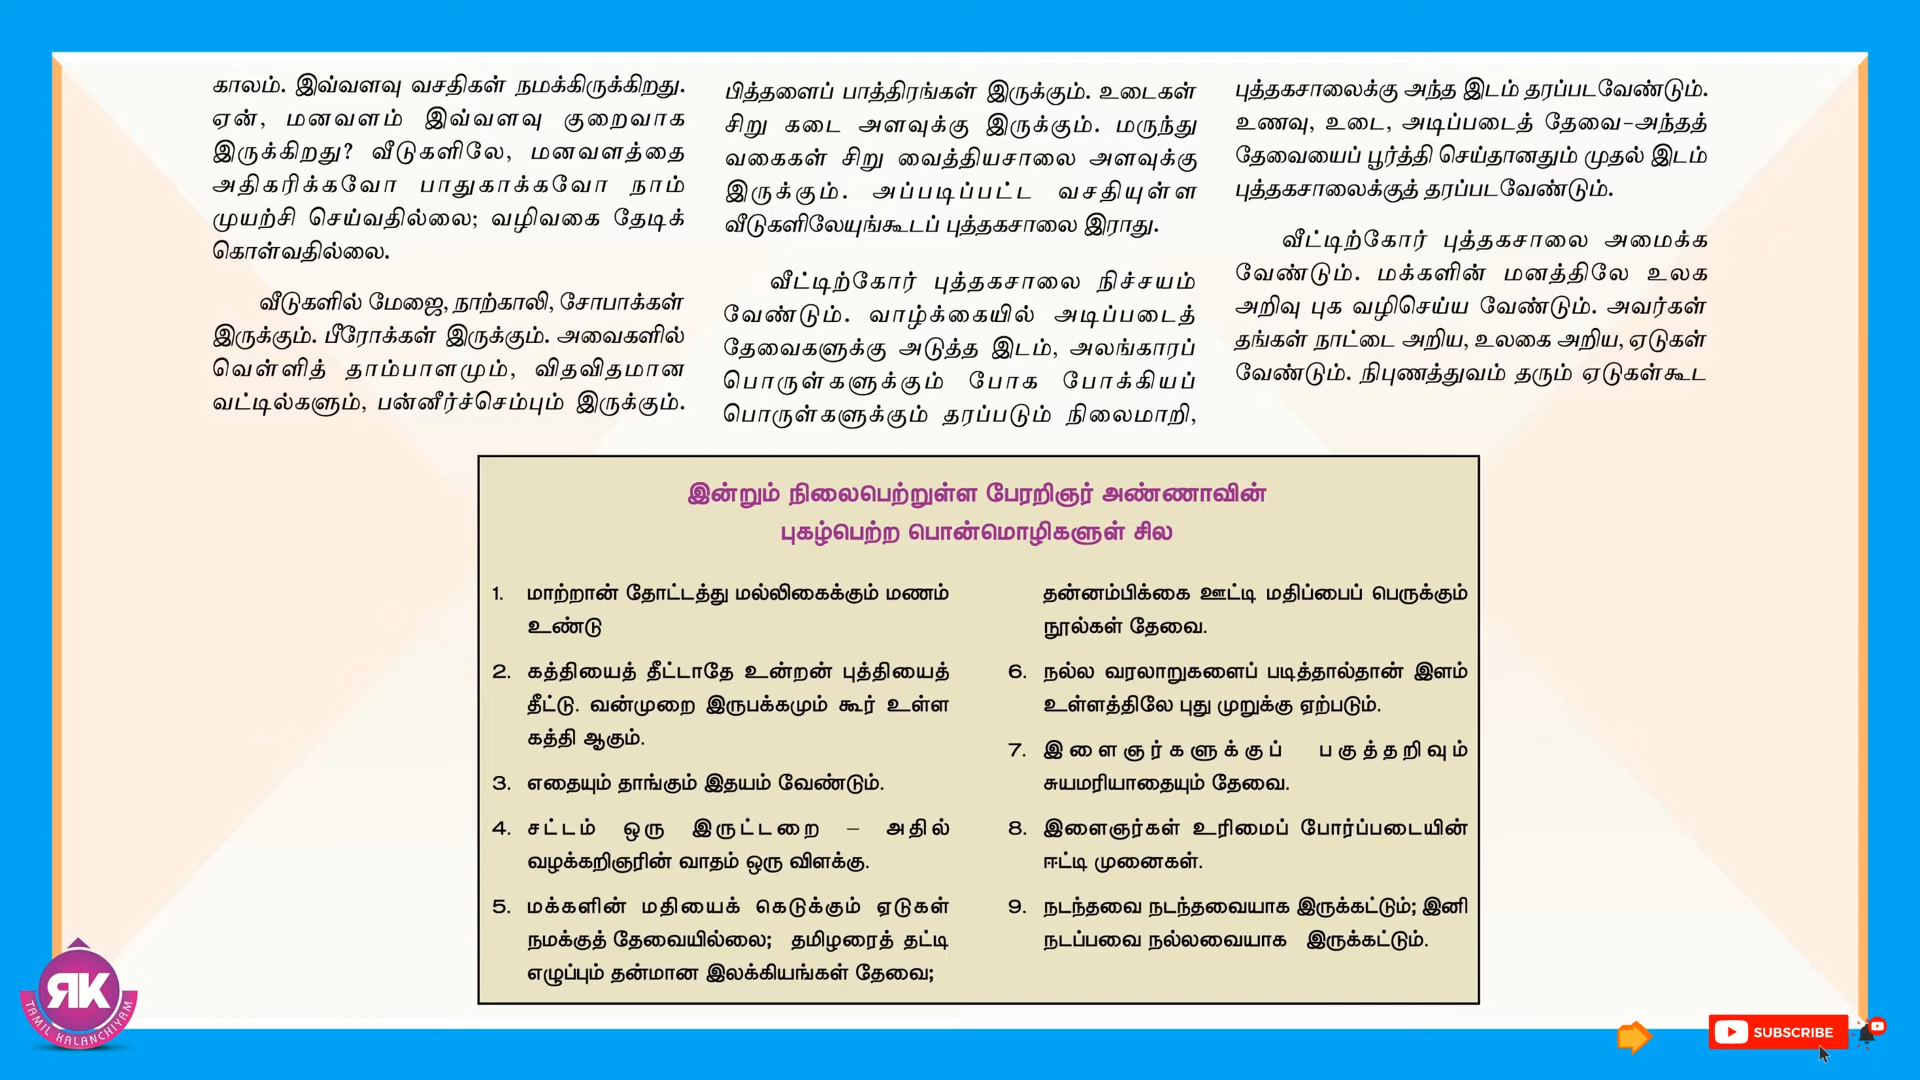 காலம். இவ்வளவு வசதிகள் நமக்கிருக்கிறது.
ஏன், மனவளம் இவ்வளவு குறைவாக
இருக்கிறது? வீடுகளிலே, மனவளத்தை
அதிகரிக்கவோ பாதுகாக்கவோ நாம்
முயற்சி செய்வதில்லை; வழிவகை தேடிக்
கொள்வதில்லை.
வீடுகளில் மேஜை, நாற்காலி, சோபாக்கள்
இருக்கும். பீரோக்கள் இருக்கும். அவைகளில்
வெள்ளித் தாம்பாளமும், விதவிதமான
வட்டில்களும், பன்னீர்ச்செம்பும் இருக்கும்.
பித்தளைப் பாத்திரங்கள் இருக்கும். உடைகள்
சிறு கடை அளவுக்கு இருக்கும். மருந்து
வகைகள் சிறு வைத்தியசாலை அளவுக்கு
இருக்கும். அப்படிப்பட்ட வசதியுள்ள
வீடுகளிலேயுங்கூடப் புத்தகசாலை இராது.
வீட்டிற்கோர் புத்தகசாலை நிச்சயம்
வேண்டும். வாழ்க்கையில் அடிப்படைத்
தேவைகளுக்கு அடுத்த இடம், அலங்காரப்
பொருள்களுக்கும் போக போக்கியப்
பொருள்களுக்கும் தரப்படும் நிலைமாறி,
புத்தகசாலைக்கு அந்த இடம் தரப்படவேண்டும்.
உணவு, உடை, அடிப்படைத் தேவை-அந்தத்
தேவையைப் பூர்த்தி செய்தானதும் முதல் இடம்
புத்தகசாலைக்குத் தரப்படவேண்டும்.
வீட்டிற்கோர் புத்தகசாலை அமைக்க
வேண்டும். மக்களின் மனத்திலே உலக
அறிவு புக வழிசெய்ய வேண்டும். அவர்கள்
தங்கள் நாட்டை அறிய, உலகை அறிய, ஏடுகள்
வேண்டும். நிபுணத்துவம் தரும் ஏடுகள்கூட
இன்றும் நிலைபெற்றுள்ள பேரறிஞர் அண்ணாவின்
புகழ்பெற்ற பொன்மொழிகளுள் சில
1. மாற்றான் தோட்டத்து மல்லிகைக்கும் மணம்
உண்டு
2. கத்தியைத் தீட்டாதே உன்றன் புத்தியைத்
தீட்டு. வன்முறை இருபக்கமும் கூர் உள்ள
கத்தி ஆகும்.
3. எதையும் தாங்கும் இதயம் வேண்டும்.
4. சட்டம் ஒரு இருட்டறை – அதில்
வழக்கறிஞரின் வாதம் ஒரு விளக்கு.
5. மக்களின் மதியைக் கெடுக்கும் ஏடுகள்
நமக்குத் தேவையில்லை; தமிழரைத் தட்டி
எழுப்பும் தன்மான இலக்கியங்கள் தேவை;
தன்னம்பிக்கை ஊட்டி மதிப்பைப் பெருக்கும்
நூல்கள் தேவை.
6. நல்ல வரலாறுகளைப் படித்தால்தான் இளம்
உள்ளத்திலே புது முறுக்கு ஏற்படும்.
7. இளைஞர்களுக்குப் பகுத்தறிவும்
சுயமரியாதையும் தேவை.
8. இளைஞர்கள் உரிமைப் போர்ப்படையின்
ஈட்டி முனைகள்.
9. நடந்தவை நடந்தவையாக இருக்கட்டும்; இனி
நடப்பவை நல்லவையாக இருக்கட்டும்.
RK
TAMIL KALANCHIYAM
SUBSCRIBE